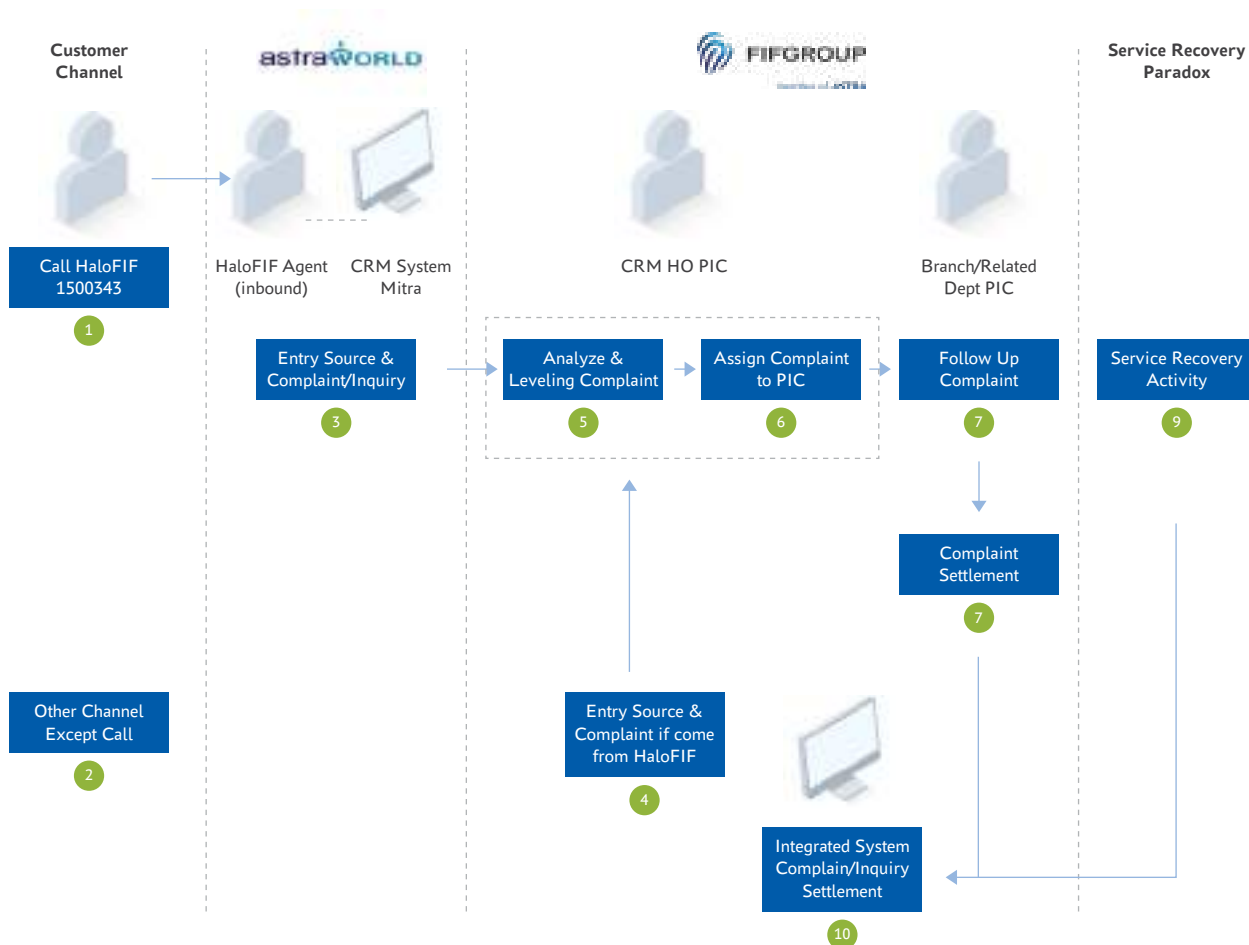 Customer
Channel
astraWORLD
FIFGROUP
member of ASTRA
Service Recovery
Paradox
Call HaloFIF
1500343
1
HaloFIF Agent
(inbound)
CRM System
Mitra
CRM HO PIC
Branch/Related
Dept PIC
Entry Source &
Complaint/Inquiry
3
Analyze &
Leveling Complaint
5
Assign Complaint
to PIC
6
Follow Up
Complaint
7
Service Recovery
Activity
9
Complaint
Settlement
7
Other Channel
Except Call
2
Entry Source &
Complaint if come
from HaloFIF
4
Integrated System
Complain/Inquiry
Settlement
10